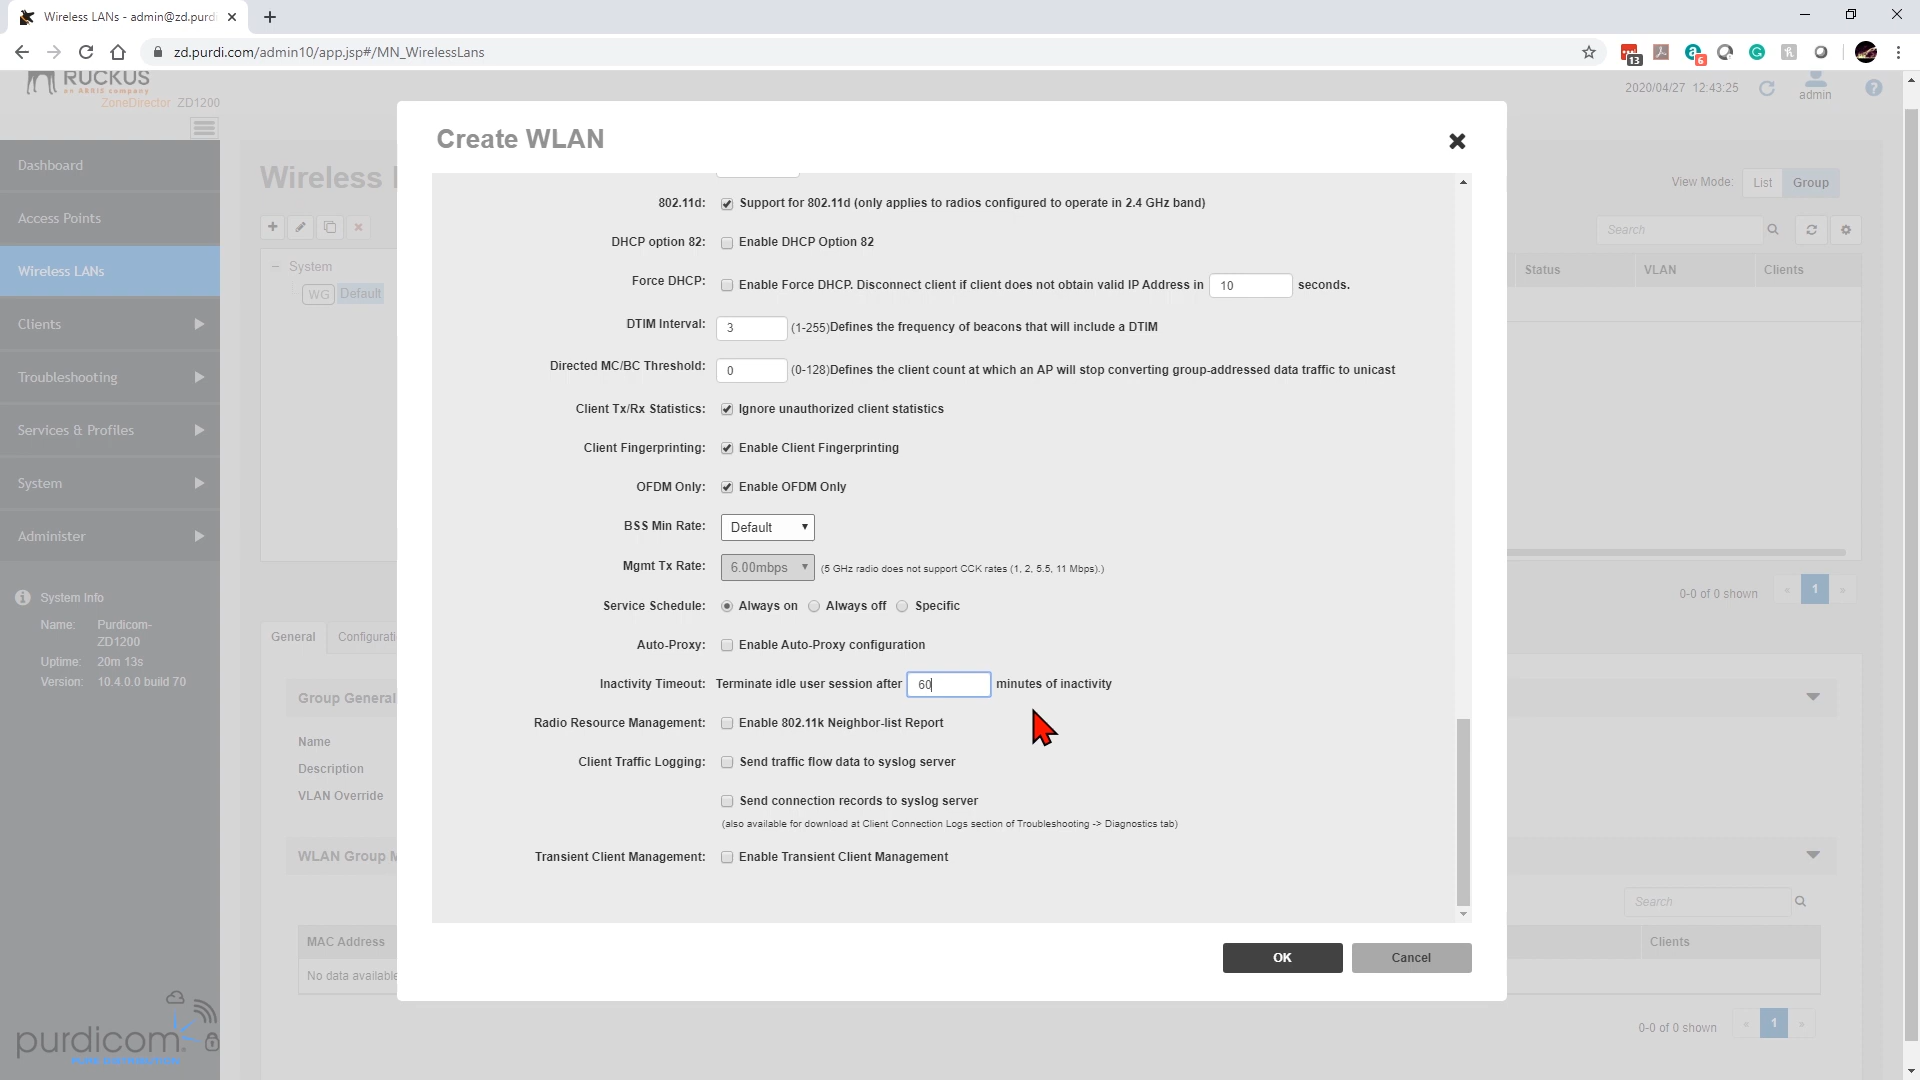 Wireless LANs - admin@zd.purdi
zd.purdi.com/admin10/app.jsp#/MN_WirelessLans
13
6
RUCKUS
an ARRIS company
ZoneDirector ZD1200
2020/04/27 12:43:25
admin
Dashboard
Access Points
Wireless LANs
Clients
Troubleshooting
Services & Profiles
System
Administer
System Info
Name: Purdicom-
ZD1200
Uptime: 20m 13s
Version: 10.4.0.0 build 70
purdicom
Wireless
View Mode: List Group
Search
System
WG Default
Status VLAN Clients
0-0 of 0 shown « 1 »
General Configurati
Group General
Name
Description
VLAN Override
WLAN Group M
Search
MAC Address Clients
No data available
0-0 of 0 shown « 1 »
Create WLAN
802.11d: Support for 802.11d (only applies to radios configured to operate in 2.4 GHz band)
DHCP option 82: Enable DHCP Option 82
Force DHCP: Enable Force DHCP. Disconnect client if client does not obtain valid IP Address in 10 seconds.
DTIM Interval: 3 (1-255)Defines the frequency of beacons that will include a DTIM
Directed MC/BC Threshold: 0 (0-128)Defines the client count at which an AP will stop converting group-addressed data traffic to unicast
Client Tx/Rx Statistics: Ignore unauthorized client statistics
Client Fingerprinting: Enable Client Fingerprinting
OFDM Only: Enable OFDM Only
BSS Min Rate: Default
Mgmt Tx Rate: 6.00mbps (5 GHz radio does not support CCK rates (1, 2, 5.5, 11 Mbps).)
Service Schedule: Always on Always off Specific
Auto-Proxy: Enable Auto-Proxy configuration
Inactivity Timeout: Terminate idle user session after 60 minutes of inactivity
Radio Resource Management: Enable 802.11k Neighbor-list Report
Client Traffic Logging: Send traffic flow data to syslog server
Send connection records to syslog server
(also available for download at Client Connection Logs section of Troubleshooting -> Diagnostics tab)
Transient Client Management: Enable Transient Client Management
OK Cancel